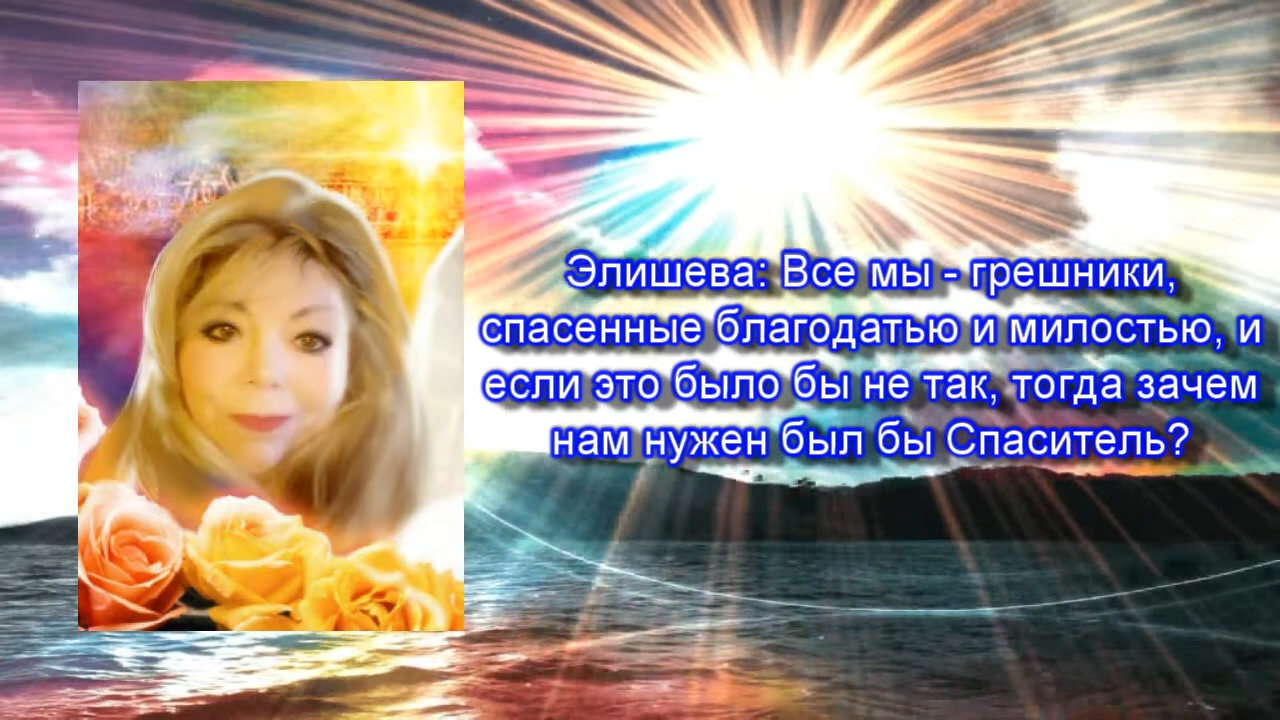 Элишева: Все мы - грешники,
спасенные благодатью и милостью, и
если это было бы не так, тогда зачем
нам нужен был бы Спаситель?